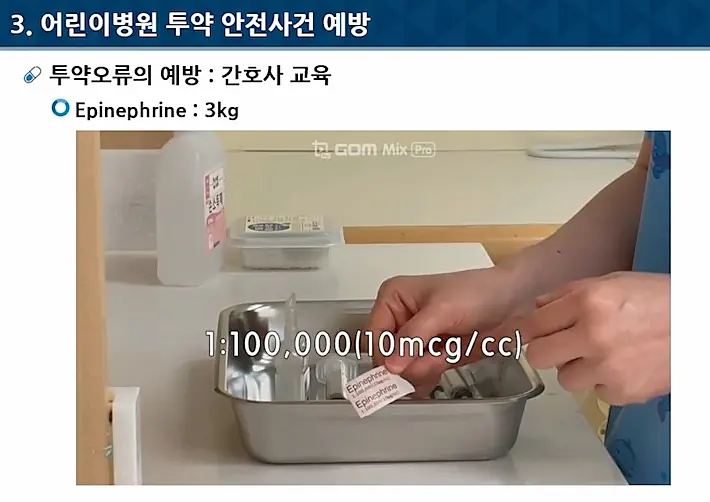 3. 어린이병원 투약 안전사건 예방
투약오류의 예방 : 간호사 교육
Epinephrine : 3kg
GOM Mix Pro
1:100,000(10mcg/cc)
Epinephrine
Epinephrine